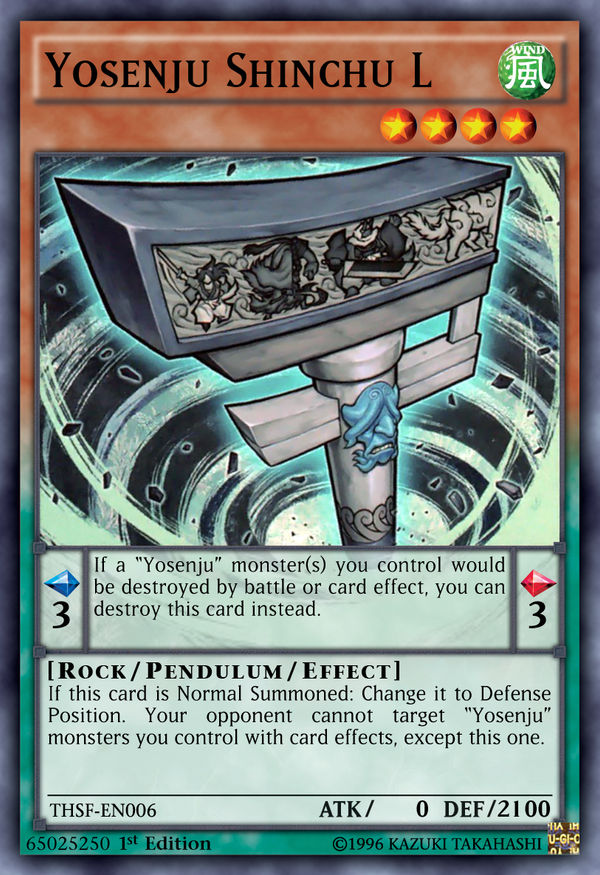 YOSENJU SHINCHU L
WIND
風
If a "Yosenju" monster(s) you control would
be destroyed by battle or card effect, you can
destroy this card instead.
3
3
[ROCK/PENDULUM/EFFECT]
If this card is Normal Summoned: Change it to Defense
Position. Your opponent cannot target "Yosenju"
monsters you control with card effects, except this one.
THSF-EN006
ATK/ 0 DEF/2100
65025250 1st Edition
©1996 KAZUKI TAKAHASHI